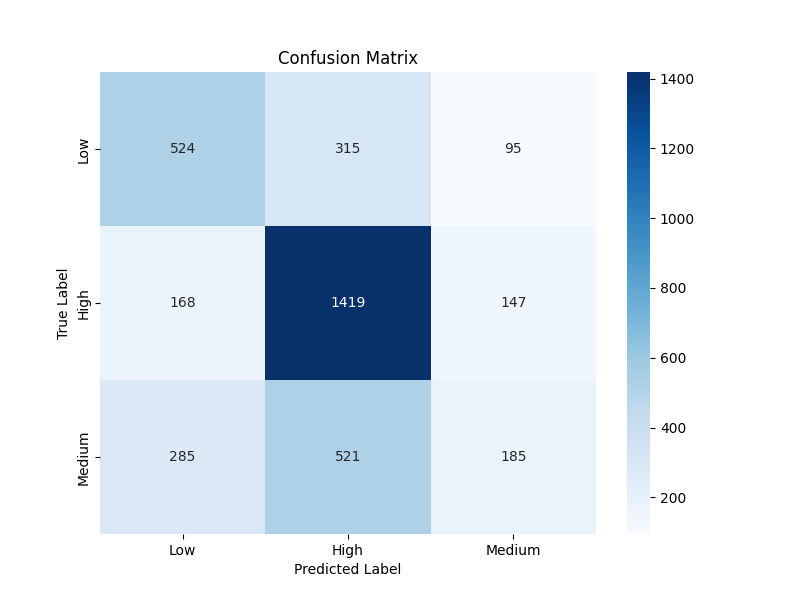 Confusion Matrix
True Label
Low
High
Medium
524 315 95
168 1419 147
285 521 185
Low High Medium
Predicted Label
1400
1200
1000
800
600
400
200